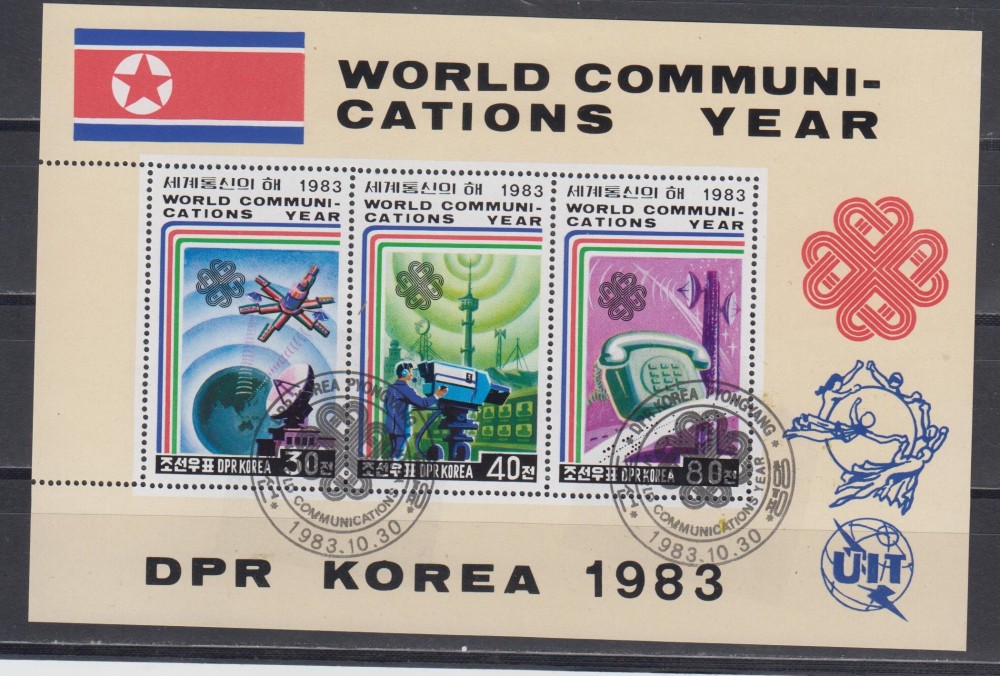 WORLD COMMUNI-
CATIONS YEAR
세계통신의 해 1983
WORLD COMMUNI-
CATIONS YEAR
조선우표 DPR KOREA 30전
세계통신의 해 1983
WORLD COMMUNI-
CATIONS YEAR
조선우표 DPR KOREA 40전
세계통신의 해 1983
WORLD COMMUNI-
CATIONS YEAR
조선우표 DPR KOREA 80전
KOREA PYONGYANG
COMMUNICATIONS
1983.10.30
DPR KOREA PYONGYANG
COMMUNICATIONS YEAR
1983.10.30
UIT
DPR KOREA 1983